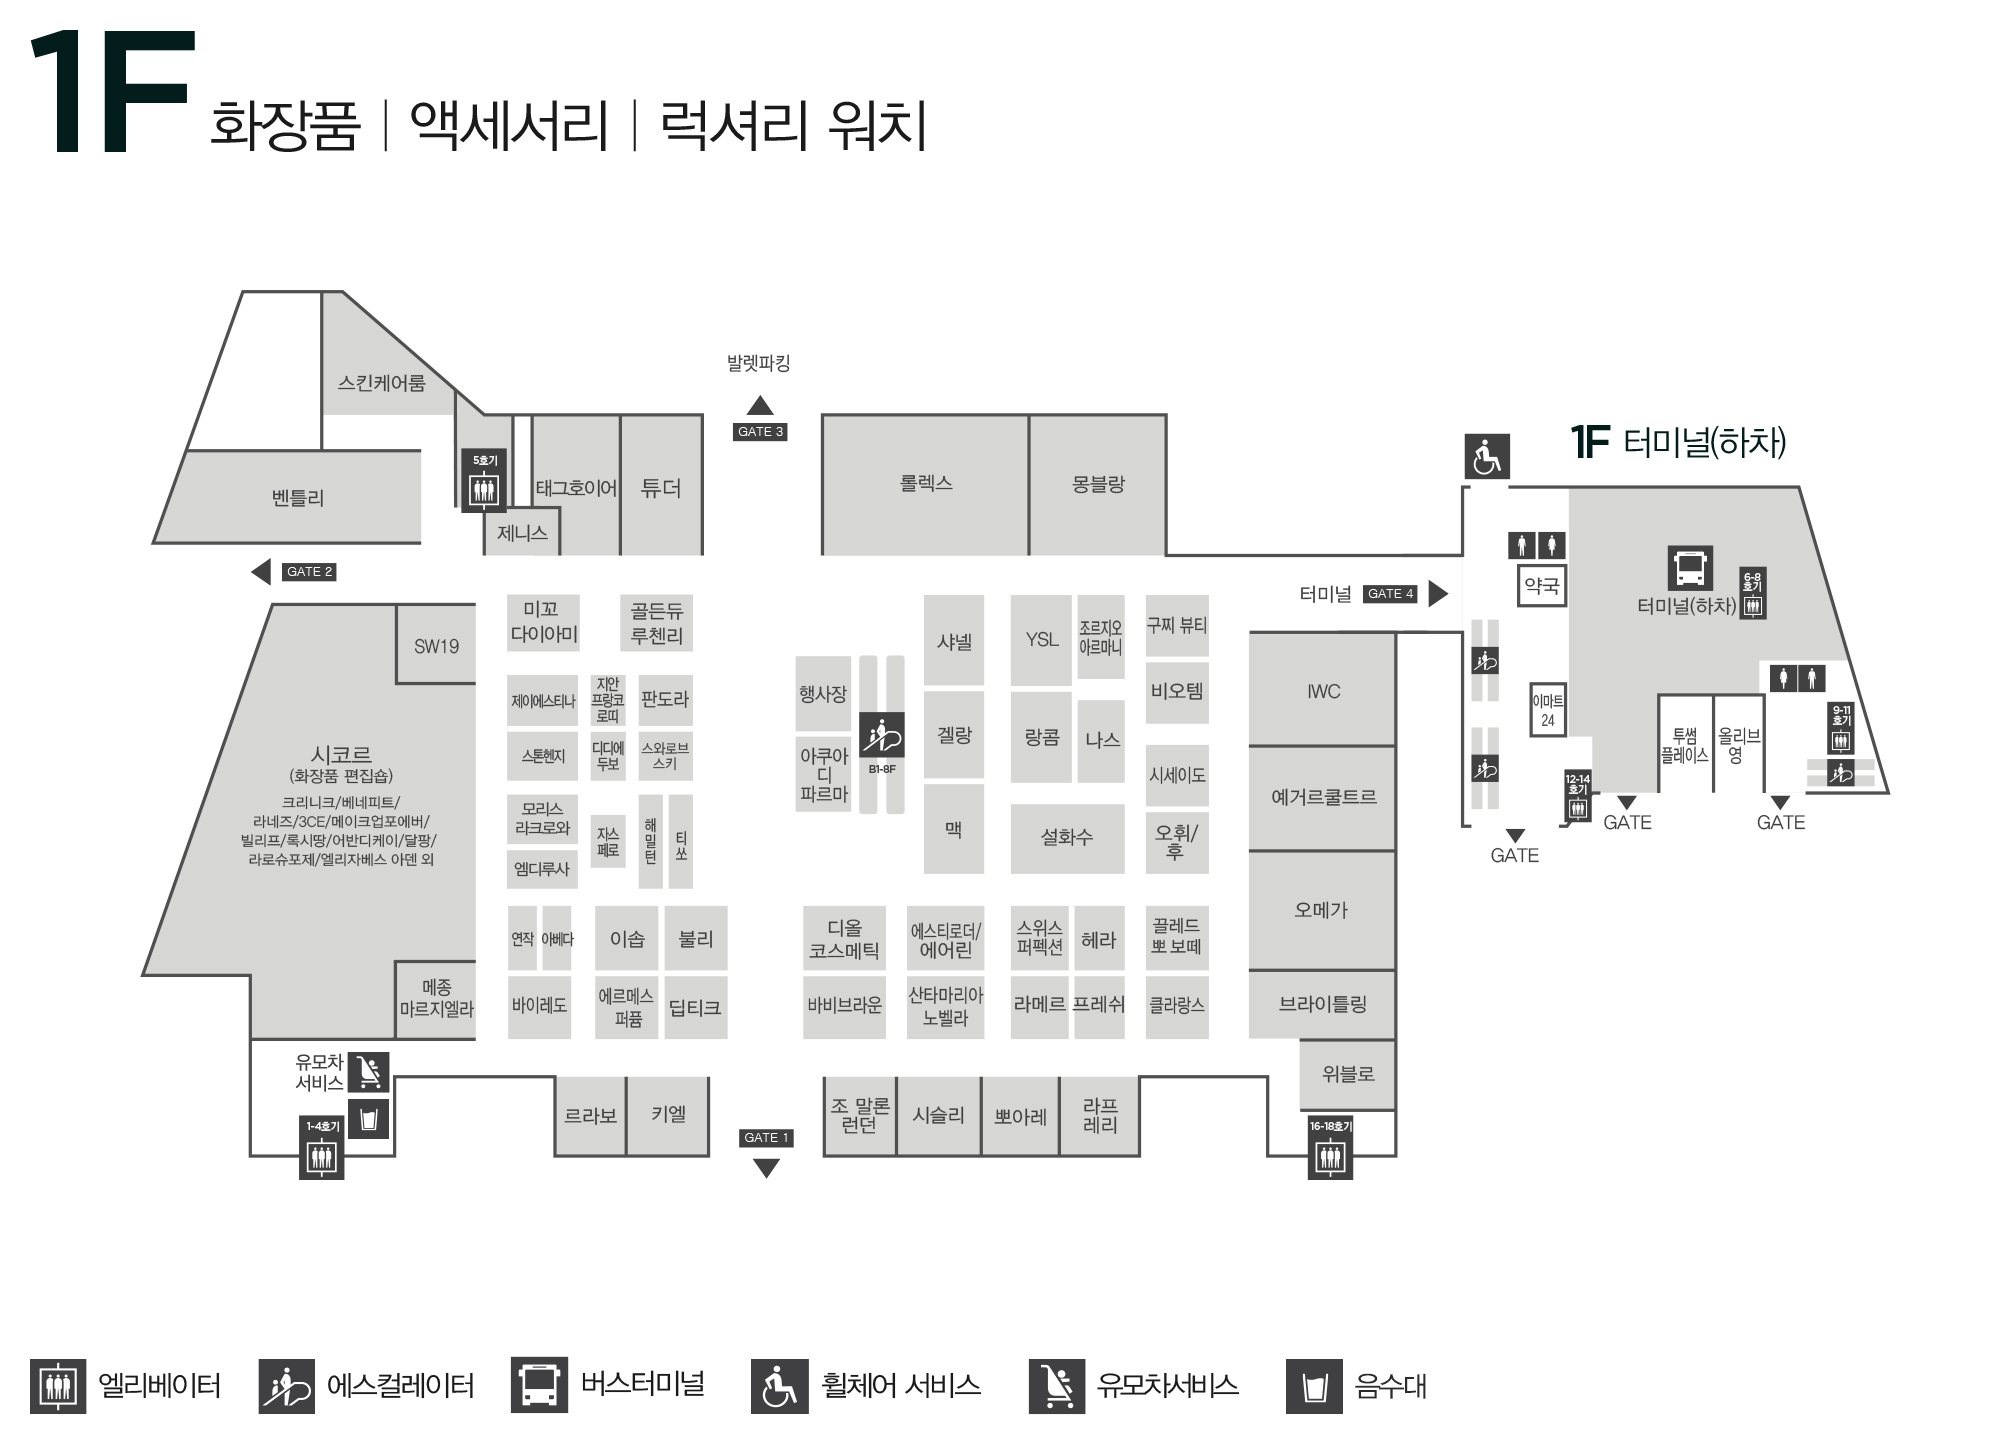 1F 화장품 | 액세서리 | 럭셔리 워치
발렛파킹
GATE 3
스킨케어룸
벤틀리
5호기
제니스
태그호이어
튜더
롤렉스
몽블랑
1F 터미널(하차)
GATE 2
터미널
GATE 4
약국
터미널(하차)
6-8
호기
이마트
24
투썸
플레이스
올리브
영
9-11
호기
12-14
호기
GATE
GATE
GATE
SW19
시코르
(화장품 편집숍)
크리니크/베네피트/
라네즈/3CE/메이크업포에버/
빌리프/록시땅/어반디케이/달팡/
라로슈포제/엘리자베스 아덴 외
메종
마르지엘라
미꼬
다이아미
골든듀
루첸리
제이에스티나
지안
프랑코
로띠
판도라
스톤헨지
디디에
두보
스와로브
스키
모리스
라크로와
자스
페로
해
밀
턴
티
쏘
엠디루사
연작
아베다
이솝
불리
바이레도
에르메스
퍼퓸
딥티크
행사장
아쿠아
디
파르마
B1-8F
샤넬
겔랑
맥
YSL
조르지오
아르마니
랑콤
나스
설화수
구찌 뷰티
비오템
시세이도
오휘/
후
디올
코스메틱
에스티로더/
에어린
스위스
퍼펙션
헤라
끌레드
뽀 보떼
바비브라운
산타마리아
노벨라
라메르
프레쉬
클라랑스
IWC
예거르쿨트르
오메가
브라이틀링
위블로
16-18호기
유모차
서비스
1-4호기
르라보
키엘
GATE 1
조 말론
런던
시슬리
뽀아레
라프
레리
엘리베이터
에스컬레이터
버스터미널
휠체어 서비스
유모차서비스
음수대